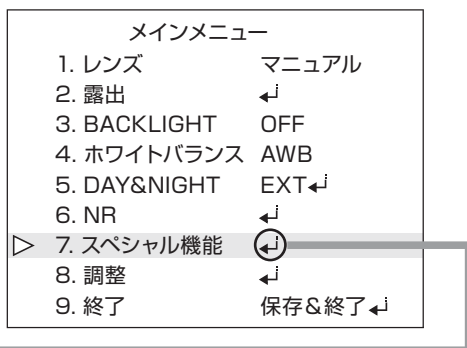 メインメニュー
1. レンズ マニュアル
2. 露出 ↲
3. BACKLIGHT OFF
4. ホワイトバランス AWB
5. DAY&NIGHT EXT↲
6. NR ↲
▷ 7. スペシャル機能 ↲
8. 調整 ↲
9. 終了 保存&終了↲